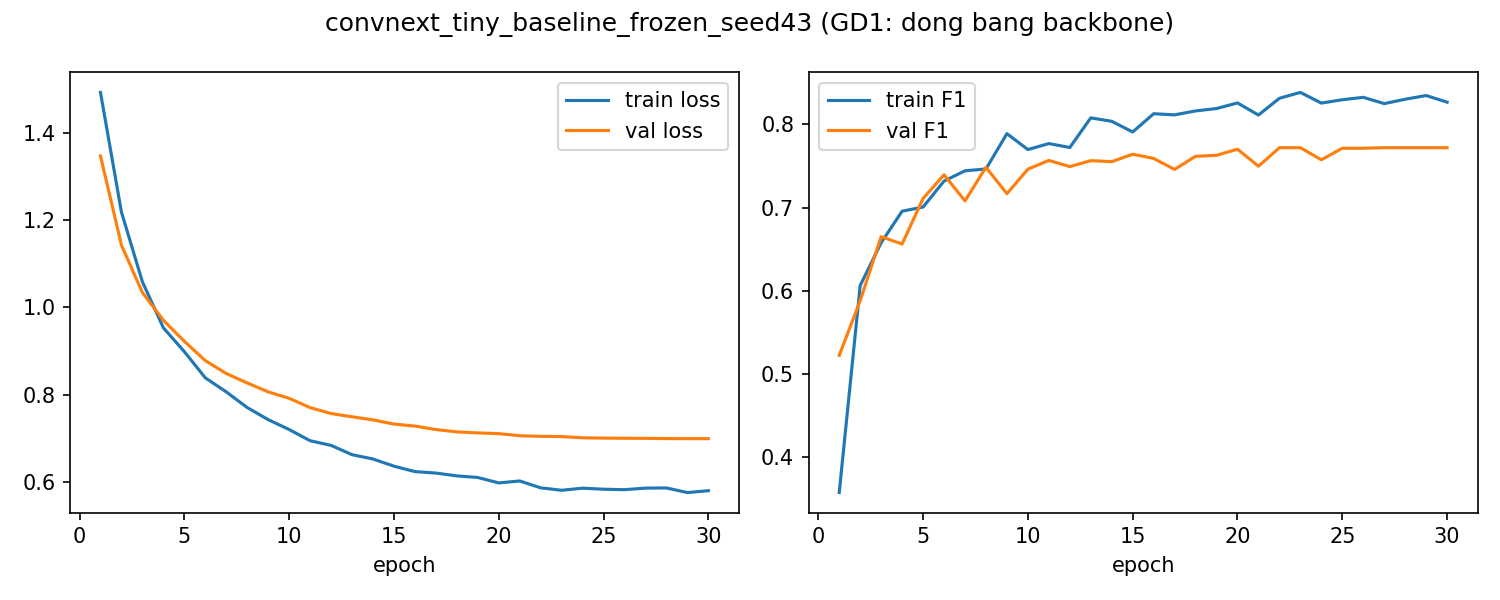 convnext_tiny_baseline_frozen_seed43 (GD1: dong bang backbone)
train loss
val loss
1.4
1.2
1.0
0.8
0.6
0 5 10 15 20 25 30
epoch
train F1
val F1
0.8
0.7
0.6
0.5
0.4
0 5 10 15 20 25 30
epoch